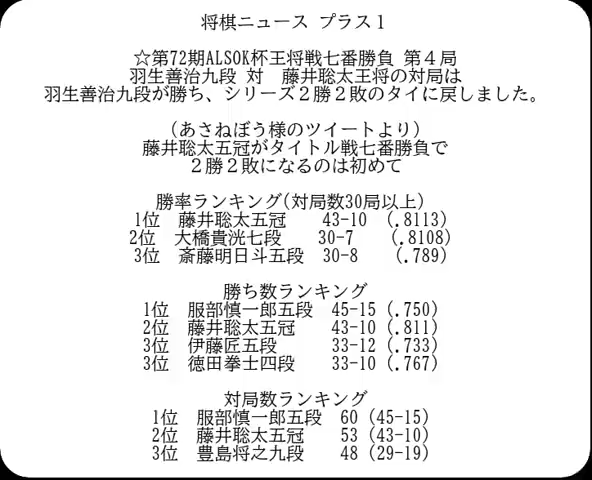 将棋ニュース プラス１
☆第72期ALSOK杯王将戦七番勝負 第４局
羽生善治九段 対　藤井聡太王将の対局は
羽生善治九段が勝ち、シリーズ２勝２敗のタイに戻しました。
（あさねぼう様のツイートより）
藤井聡太五冠がタイトル戦七番勝負で
２勝２敗になるのは初めて
勝率ランキング(対局数30局以上)
1位　藤井聡太五冠　　43-10　(.8113)
2位　大橋貴洸七段　　30-7　　(.8108)
3位　斎藤明日斗五段　30-8　　(.789)
勝ち数ランキング
1位　服部慎一郎五段　45-15 (.750)
2位　藤井聡太五冠　　43-10 (.811)
3位　伊藤匠五段　　　33-12 (.733)
3位　徳田拳士四段　　33-10 (.767)
対局数ランキング
1位　服部慎一郎五段　60 (45-15)
2位　藤井聡太五冠　　53 (43-10)
3位　豊島将之九段　　48 (29-19)